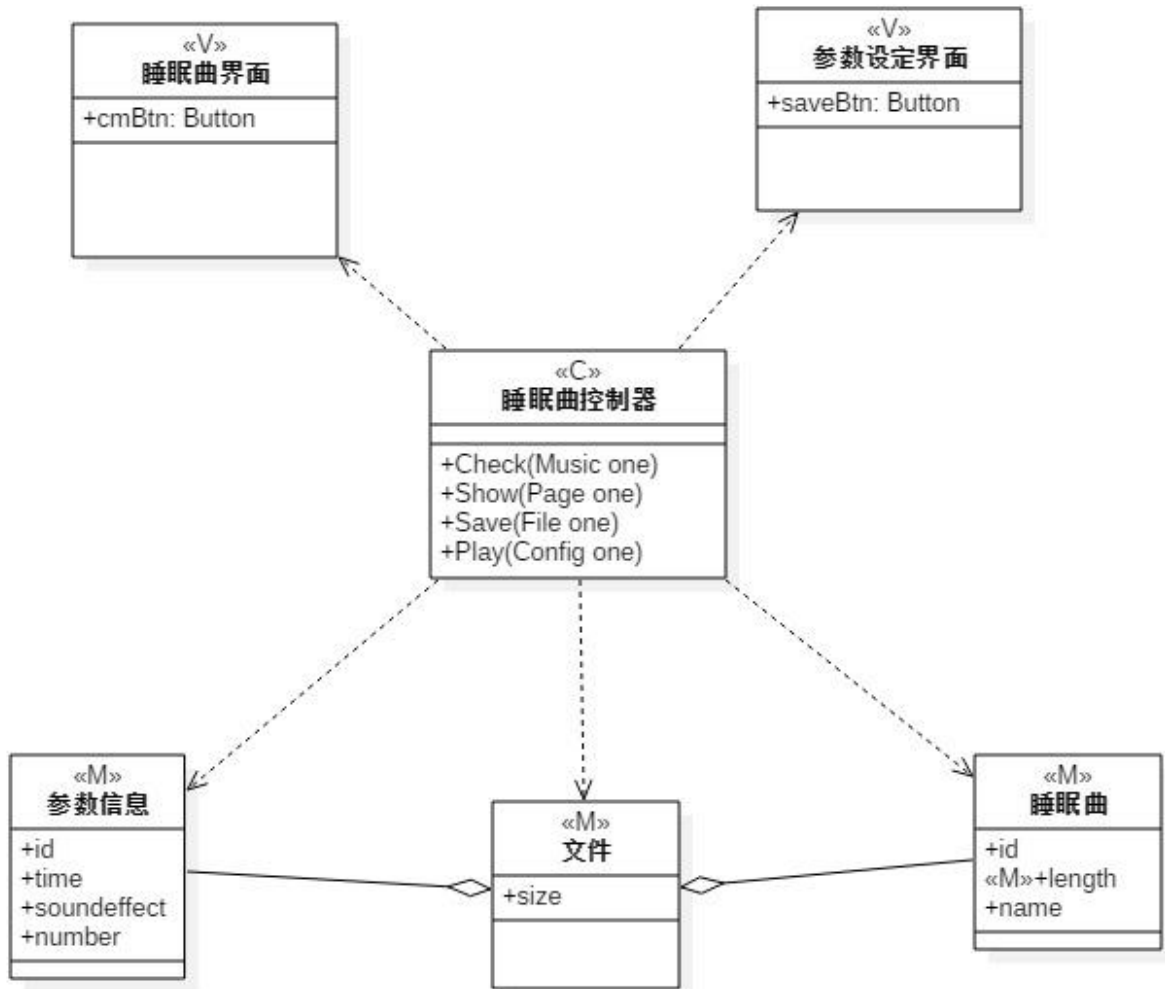 «V»
睡眠曲界面
+cmBtn: Button
«V»
参数设定界面
+saveBtn: Button
«C»
睡眠曲控制器
+Check(Music one)
+Show(Page one)
+Save(File one)
+Play(Config one)
«M»
参数信息
+id
+time
+soundeffect
+number
«M»
文件
+size
«M»
睡眠曲
+id
«M»+length
+name